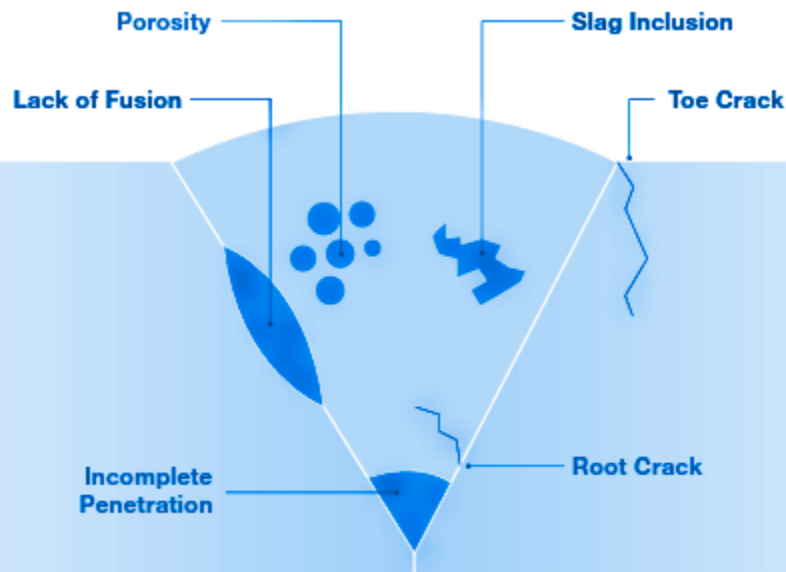 Porosity
Slag Inclusion
Lack of Fusion
Toe Crack
Root Crack
Incomplete
Penetration